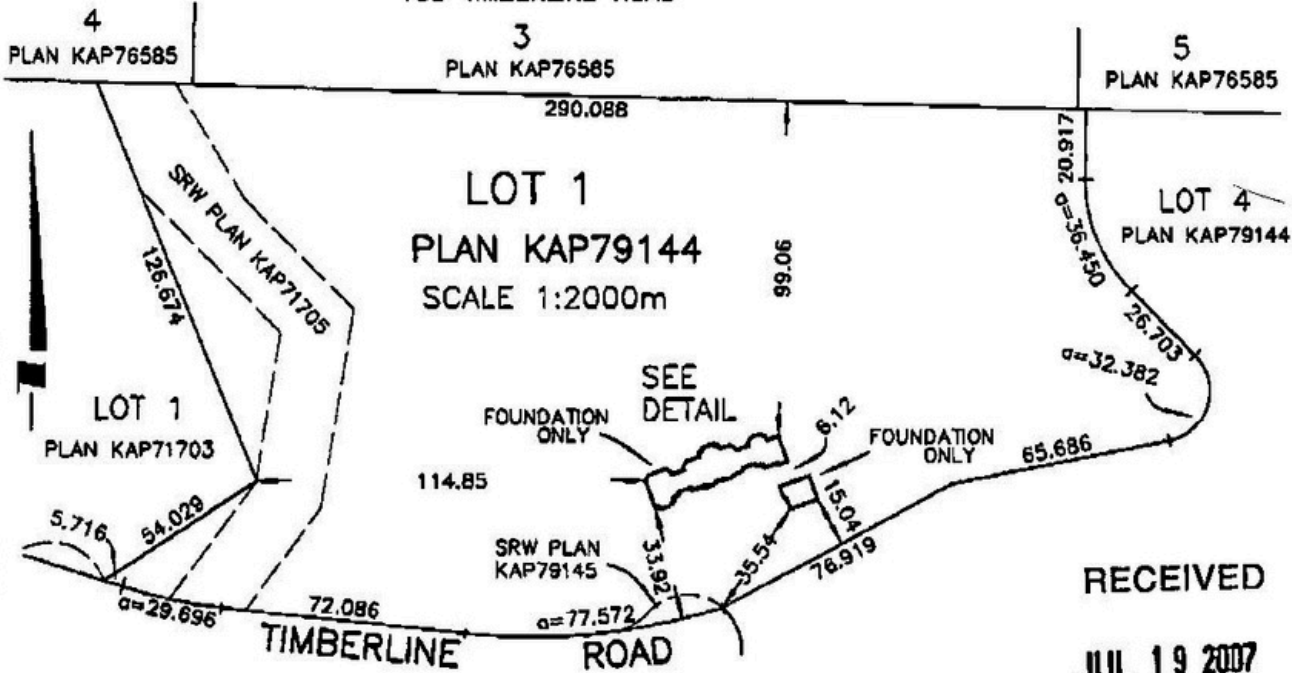 4
PLAN KAP76585
3
PLAN KAP76585
5
PLAN KAP76585
290.088
20.917
LOT 1
PLAN KAP79144
SCALE 1:2000m
LOT 4
PLAN KAP79144
SRW PLAN KAP71705
126.674
99.06
a=36.450
26.703
a=32.382
LOT 1
PLAN KAP71703
SEE
DETAIL
FOUNDATION
ONLY
6.12
FOUNDATION
ONLY
65.686
114.85
15.04
5.716
54.029
SRW PLAN
KAP79145
33.92
35.54
76.919
a=29.696
72.086
a=77.572
TIMBERLINE ROAD
RECEIVED
JUL 19 2007